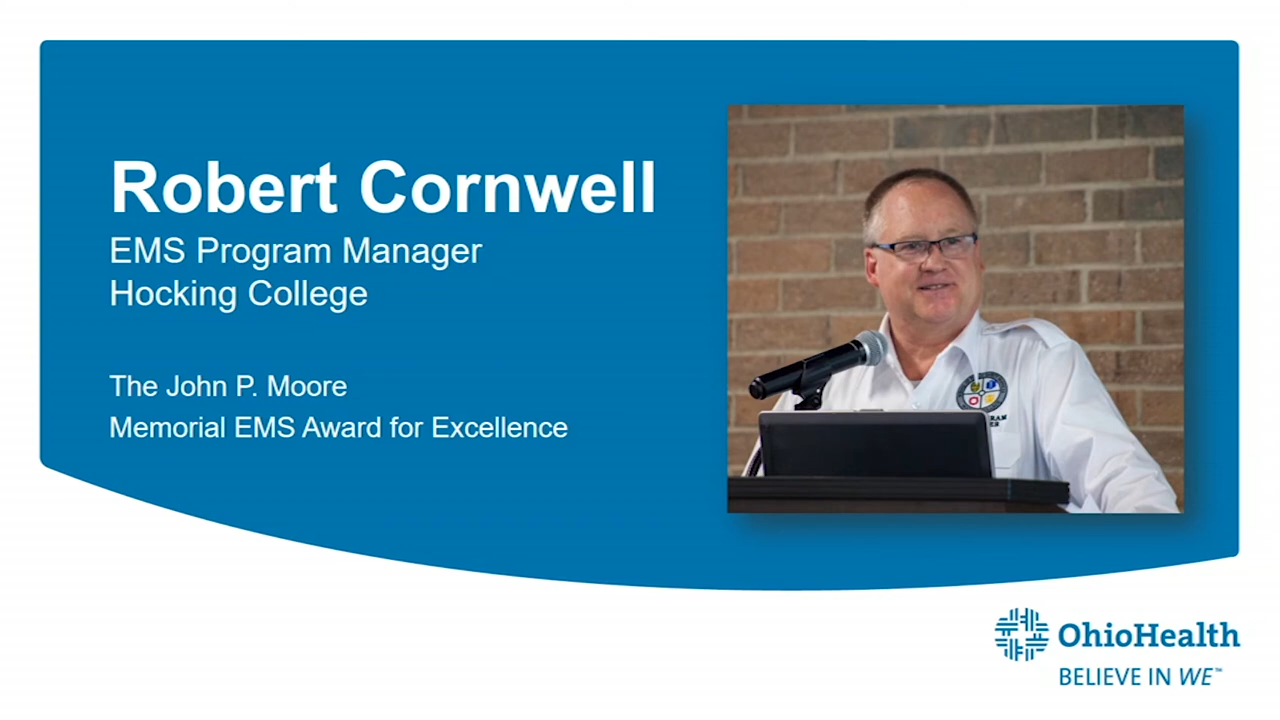 Robert Cornwell
EMS Program Manager
Hocking College
The John P. Moore
Memorial EMS Award for Excellence
OhioHealth
BELIEVE IN WE™